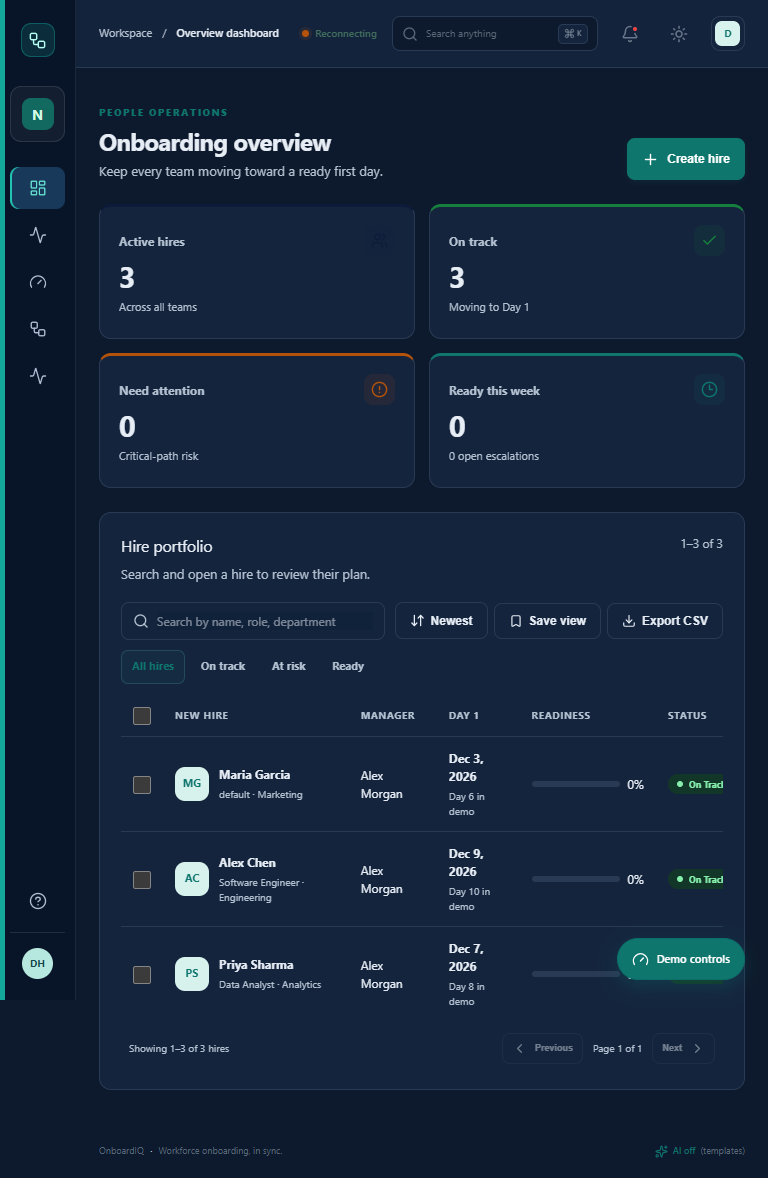 Workspace / Overview dashboard
Reconnecting
Search anything
⌘K
D
N
PEOPLE OPERATIONS
Onboarding overview
Keep every team moving toward a ready first day.
Create hire
Active hires
3
Across all teams
On track
3
Moving to Day 1
Need attention
0
Critical-path risk
Ready this week
0
0 open escalations
Hire portfolio
1–3 of 3
Search and open a hire to review their plan.
Search by name, role, department
Newest
Save view
Export CSV
All hires
On track
At risk
Ready
NEW HIRE MANAGER DAY 1 READINESS STATUS
MG
Maria Garcia
default · Marketing
Alex
Morgan
Dec 3,
2026
Day 6 in
demo
0%
On Track
AC
Alex Chen
Software Engineer ·
Engineering
Alex
Morgan
Dec 9,
2026
Day 10 in
demo
0%
On Track
PS
Priya Sharma
Data Analyst · Analytics
Alex
Morgan
Dec 7,
2026
Day 8 in
demo
Demo controls
DH
Showing 1–3 of 3 hires
Previous
Page 1 of 1
Next
OnboardIQ · Workforce onboarding, in sync.
AI off (templates)